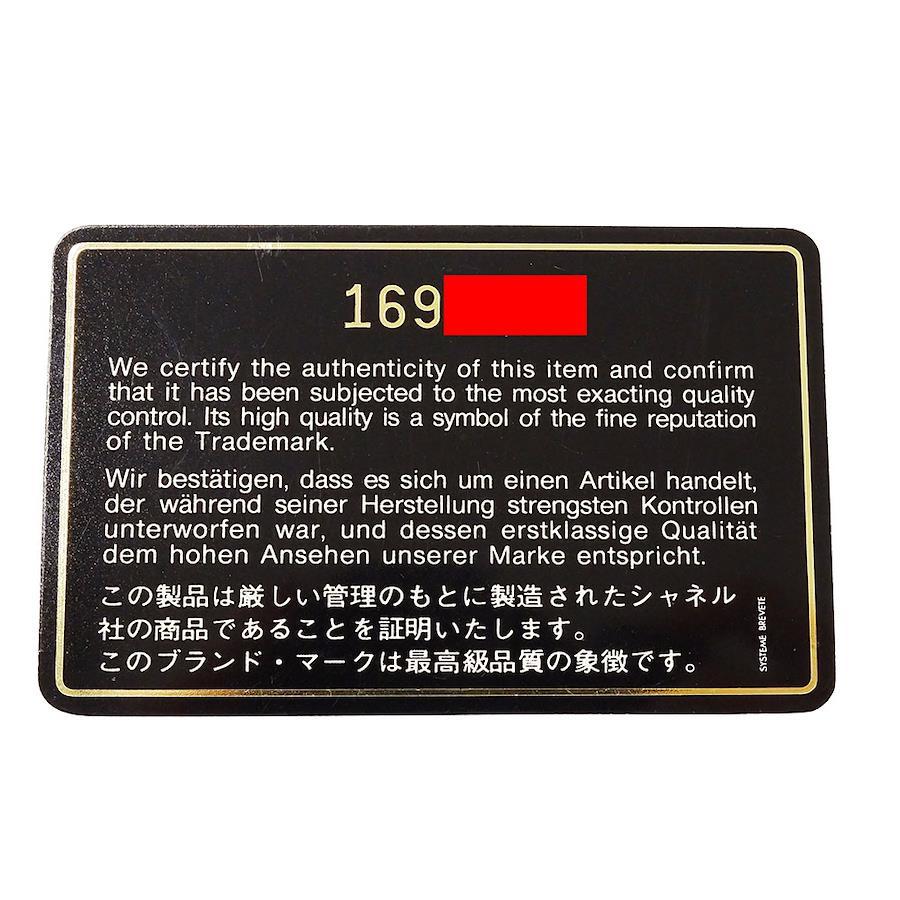 169
We certify the authenticity of this item and confirm
that it has been subjected to the most exacting quality
control. Its high quality is a symbol of the fine reputation
of the Trademark.
Wir bestätigen, dass es sich um einen Artikel handelt,
der während seiner Herstellung strengsten Kontrollen
unterworfen war, und dessen erstklassige Qualität
dem hohen Ansehen unserer Marke entspricht.
この製品は厳しい管理のもとに製造されたシャネル
社の商品であることを証明いたします。
このブランド・マークは最高級品質の象徴です。
SYSTEME BREVETE